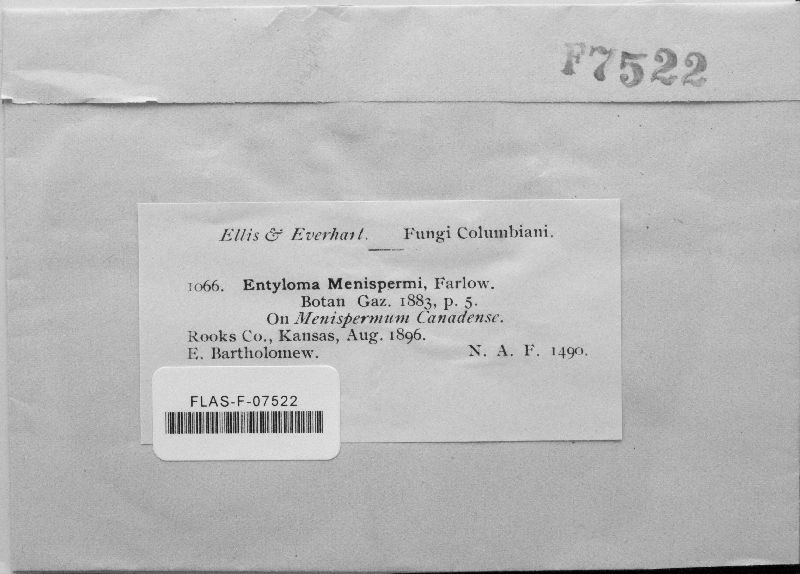 F7522
Ellis & Everhart. Fungi Columbiani.
1066. Entyloma Menispermi, Farlow.
Botan Gaz. 1883, p. 5.
On Menispermum Canadense.
Rooks Co., Kansas, Aug. 1896.
E. Bartholomew. N. A. F. 1490.
FLAS-F-07522